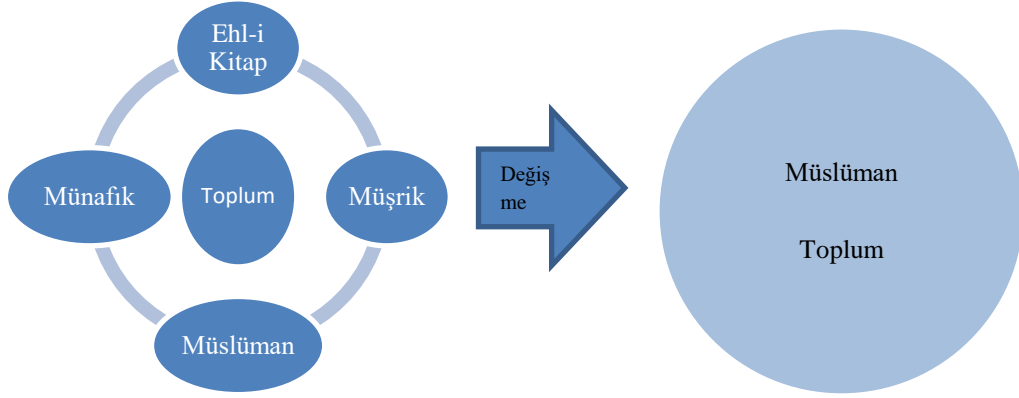 Ehl-i
Kitap
Münafık
Toplum
Müşrik
Müslüman
Değiş
me
Müslüman
Toplum